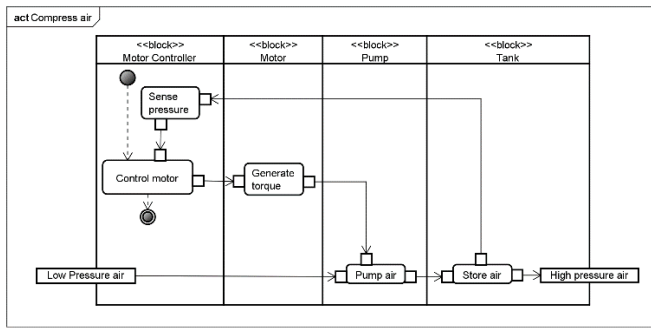 act Compress air
<<block>>
Motor Controller
<<block>>
Motor
<<block>>
Pump
<<block>>
Tank
Sense
pressure
Control motor
Generate
torque
Low Pressure air
Pump air
Store air
High pressure air